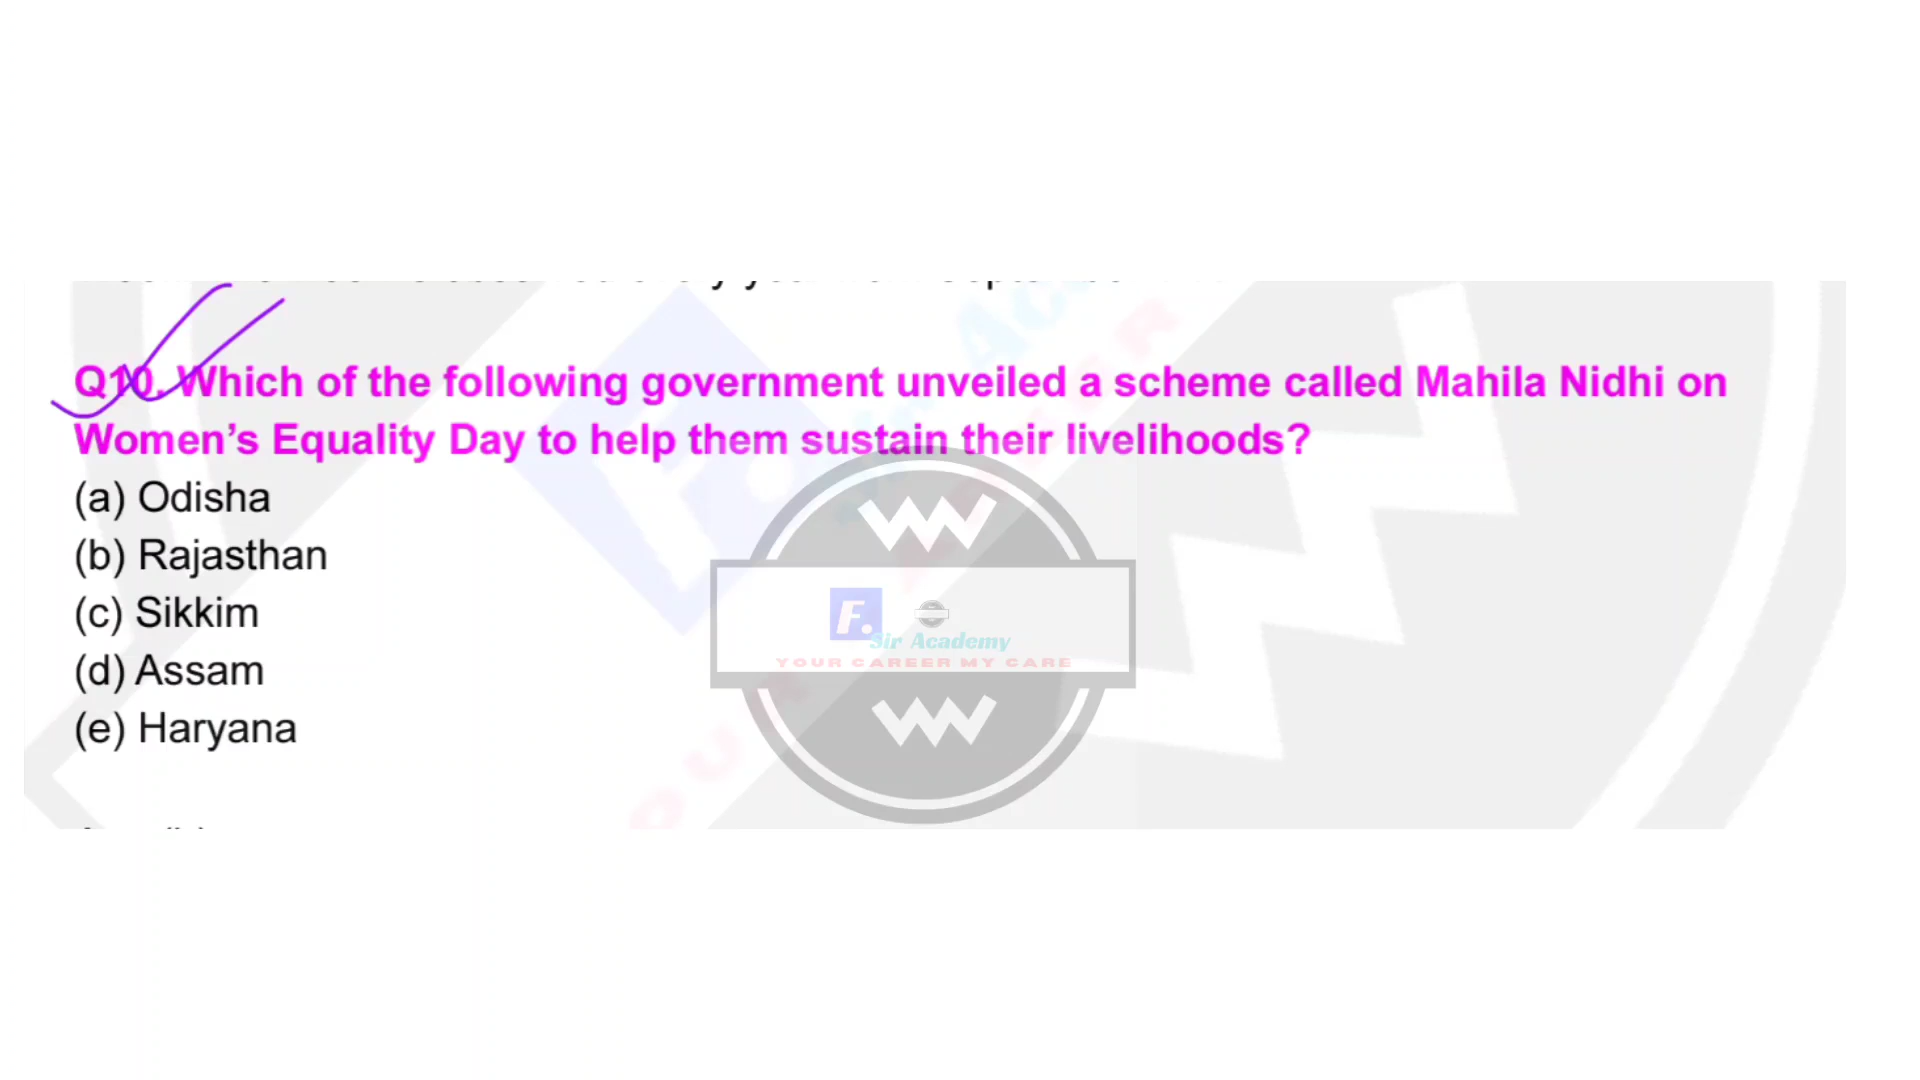 Q10. Which of the following government unveiled a scheme called Mahila Nidhi on
Women’s Equality Day to help them sustain their livelihoods?
(a) Odisha
(b) Rajasthan
(c) Sikkim
(d) Assam
(e) Haryana
F.
Sir Academy
YOUR CAREER MY CARE